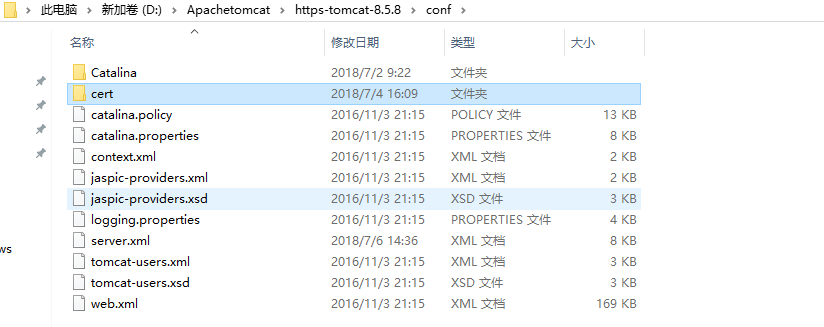 此电脑 › 新加卷 (D:) › Apachetomcat › https-tomcat-8.5.8 › conf ›
名称 修改日期 类型 大小
Catalina 2018/7/2 9:22 文件夹
cert 2018/7/4 16:09 文件夹
catalina.policy 2016/11/3 21:15 POLICY 文件 13 KB
catalina.properties 2016/11/3 21:15 PROPERTIES 文件 8 KB
context.xml 2016/11/3 21:15 XML 文档 2 KB
jaspic-providers.xml 2016/11/3 21:15 XML 文档 2 KB
jaspic-providers.xsd 2016/11/3 21:15 XSD 文件 3 KB
logging.properties 2016/11/3 21:15 PROPERTIES 文件 4 KB
server.xml 2018/7/6 14:36 XML 文档 8 KB
ws
tomcat-users.xml 2016/11/3 21:15 XML 文档 3 KB
tomcat-users.xsd 2016/11/3 21:15 XSD 文件 3 KB
web.xml 2016/11/3 21:15 XML 文档 169 KB